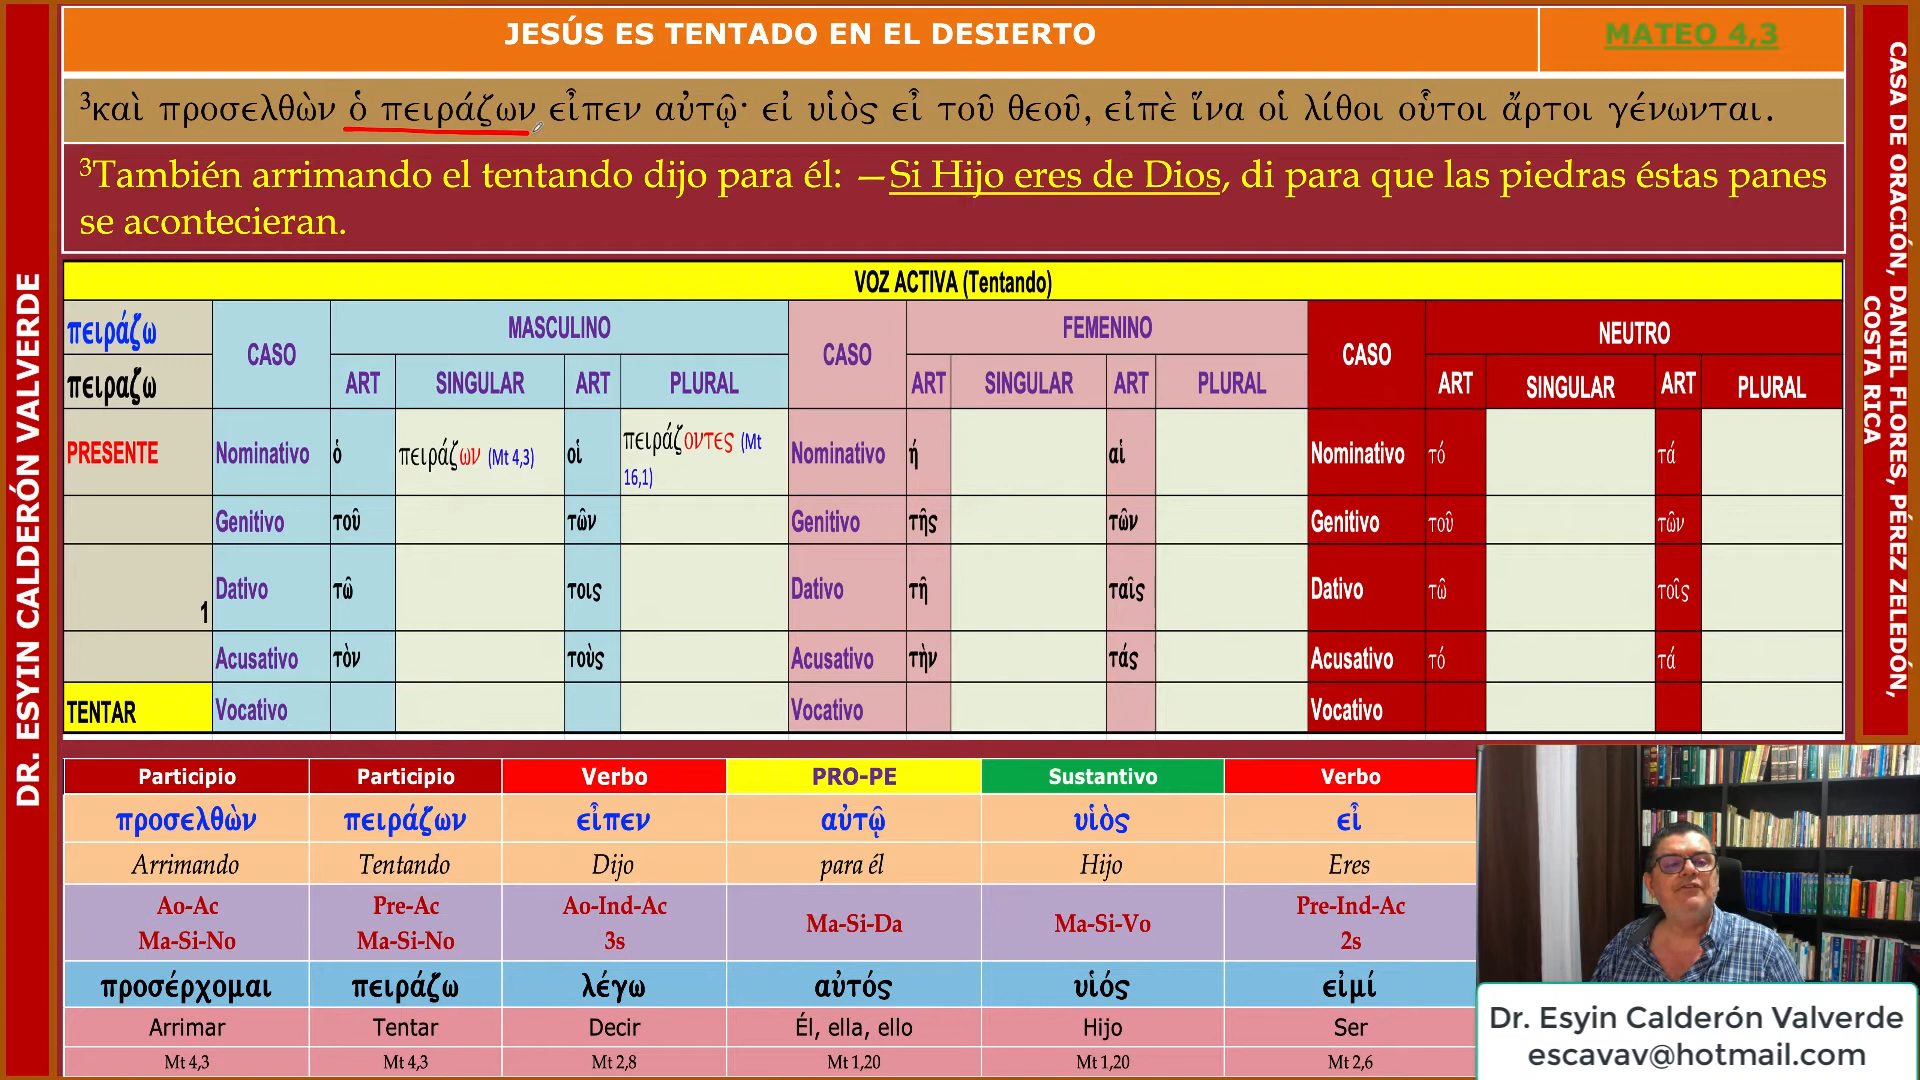 JESÚS ES TENTADO EN EL DESIERTO
MATEO 4,3
³καὶ προσελθὼν ὁ πειράζων εἶπεν αὐτῷ· εἰ υἱὸς εἶ τοῦ θεοῦ, εἰπὲ ἵνα οἱ λίθοι οὗτοι ἄρτοι γένωνται.
³También arrimando el tentando dijo para él: —Si Hijo eres de Dios, di para que las piedras éstas panes
se acontecieran.
VOZ ACTIVA (Tentando)
πειράζω CASO MASCULINO CASO FEMENINO CASO NEUTRO
πειραζω ART SINGULAR ART PLURAL ART SINGULAR ART PLURAL ART SINGULAR ART PLURAL
PRESENTE Nominativo ὁ πειράζων (Mt 4,3) οἱ πειράζοντες (Mt
16,1) Nominativo ἡ αἱ Nominativo τό τά
Genitivo τοῦ τῶν Genitivo τῆς τῶν Genitivo τοῦ τῶν
1 Dativo τῶ τοις Dativo τῆ ταῖς Dativo τῶ τοῖς
Acusativo τὸν τοὺς Acusativo τὴν τάς Acusativo τό τά
TENTAR Vocativo Vocativo Vocativo
Participio Participio Verbo PRO-PE Sustantivo Verbo
προσελθὼν πειράζων εἶπεν αὐτῷ υἱὸς εἶ
Arrimando Tentando Dijo para él Hijo Eres
Ao-Ac Pre-Ac Ao-Ind-Ac Ma-Si-Da Ma-Si-Vo Pre-Ind-Ac
Ma-Si-No Ma-Si-No 3s 2s
προσέρχομαι πειράζω λέγω αὐτός υἱός εἰμί
Arrimar Tentar Decir Él, ella, ello Hijo Ser
Mt 4,3 Mt 4,3 Mt 2,8 Mt 1,20 Mt 1,20 Mt 2,6
DR. ESYIN CALDERÓN VALVERDE
CASA DE ORACIÓN, DANIEL FLORES, PÉREZ ZELEDÓN,
COSTA RICA
Dr. Esyin Calderón Valverde
escavav@hotmail.com